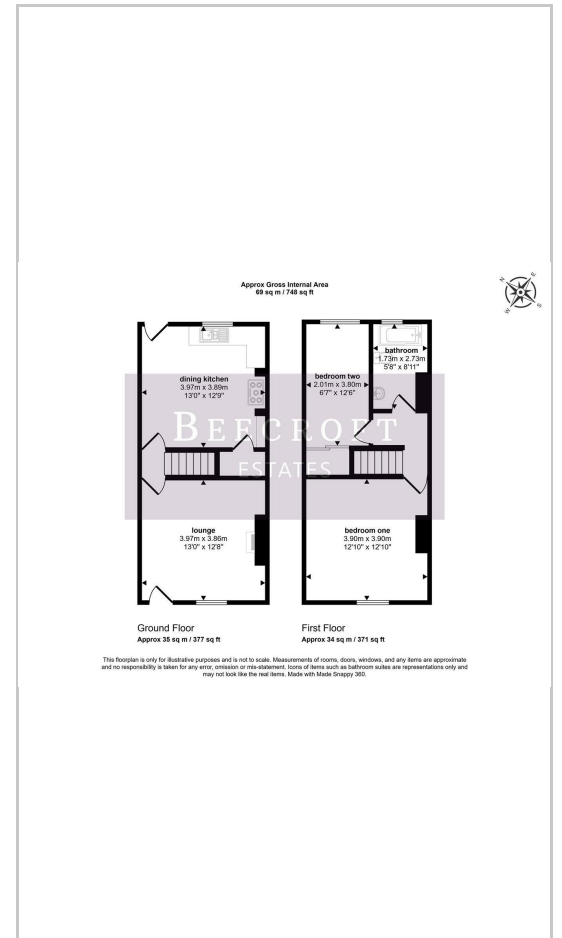 Approx Gross Internal Area
69 sq m / 748 sq ft
N
E
S
W
dining kitchen
3.97m x 3.89m
13'0" x 12'9"
bedroom two
2.01m x 3.80m
6'7" x 12'6"
bathroom
1.73m x 2.73m
5'8" x 8'11"
BEECROFT
ESTATES
lounge
3.97m x 3.86m
13'0" x 12'8"
bedroom one
3.90m x 3.90m
12'10" x 12'10"
Ground Floor
Approx 35 sq m / 377 sq ft
First Floor
Approx 34 sq m / 371 sq ft
This floorplan is only for illustrative purposes and is not to scale. Measurements of rooms, doors, windows, and any items are approximate
and no responsibility is taken for any error, omission or mis-statement. Icons of items such as bathroom suites are representations only and
may not look like the real items. Made with Made Snappy 360.